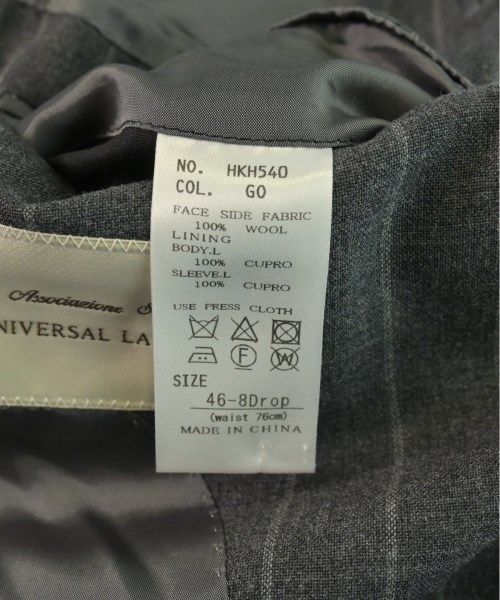 NO. HKH540
COL. GO
FACE SIDE FABRIC
100% WOOL
LINING
BODY.L
100% CUPRO
SLEEVE.L
100% CUPRO
USE PRESS CLOTH
F W
SIZE
46-8Drop
(waist 76cm)
MADE IN CHINA
Associazione
NIVERSAL LA